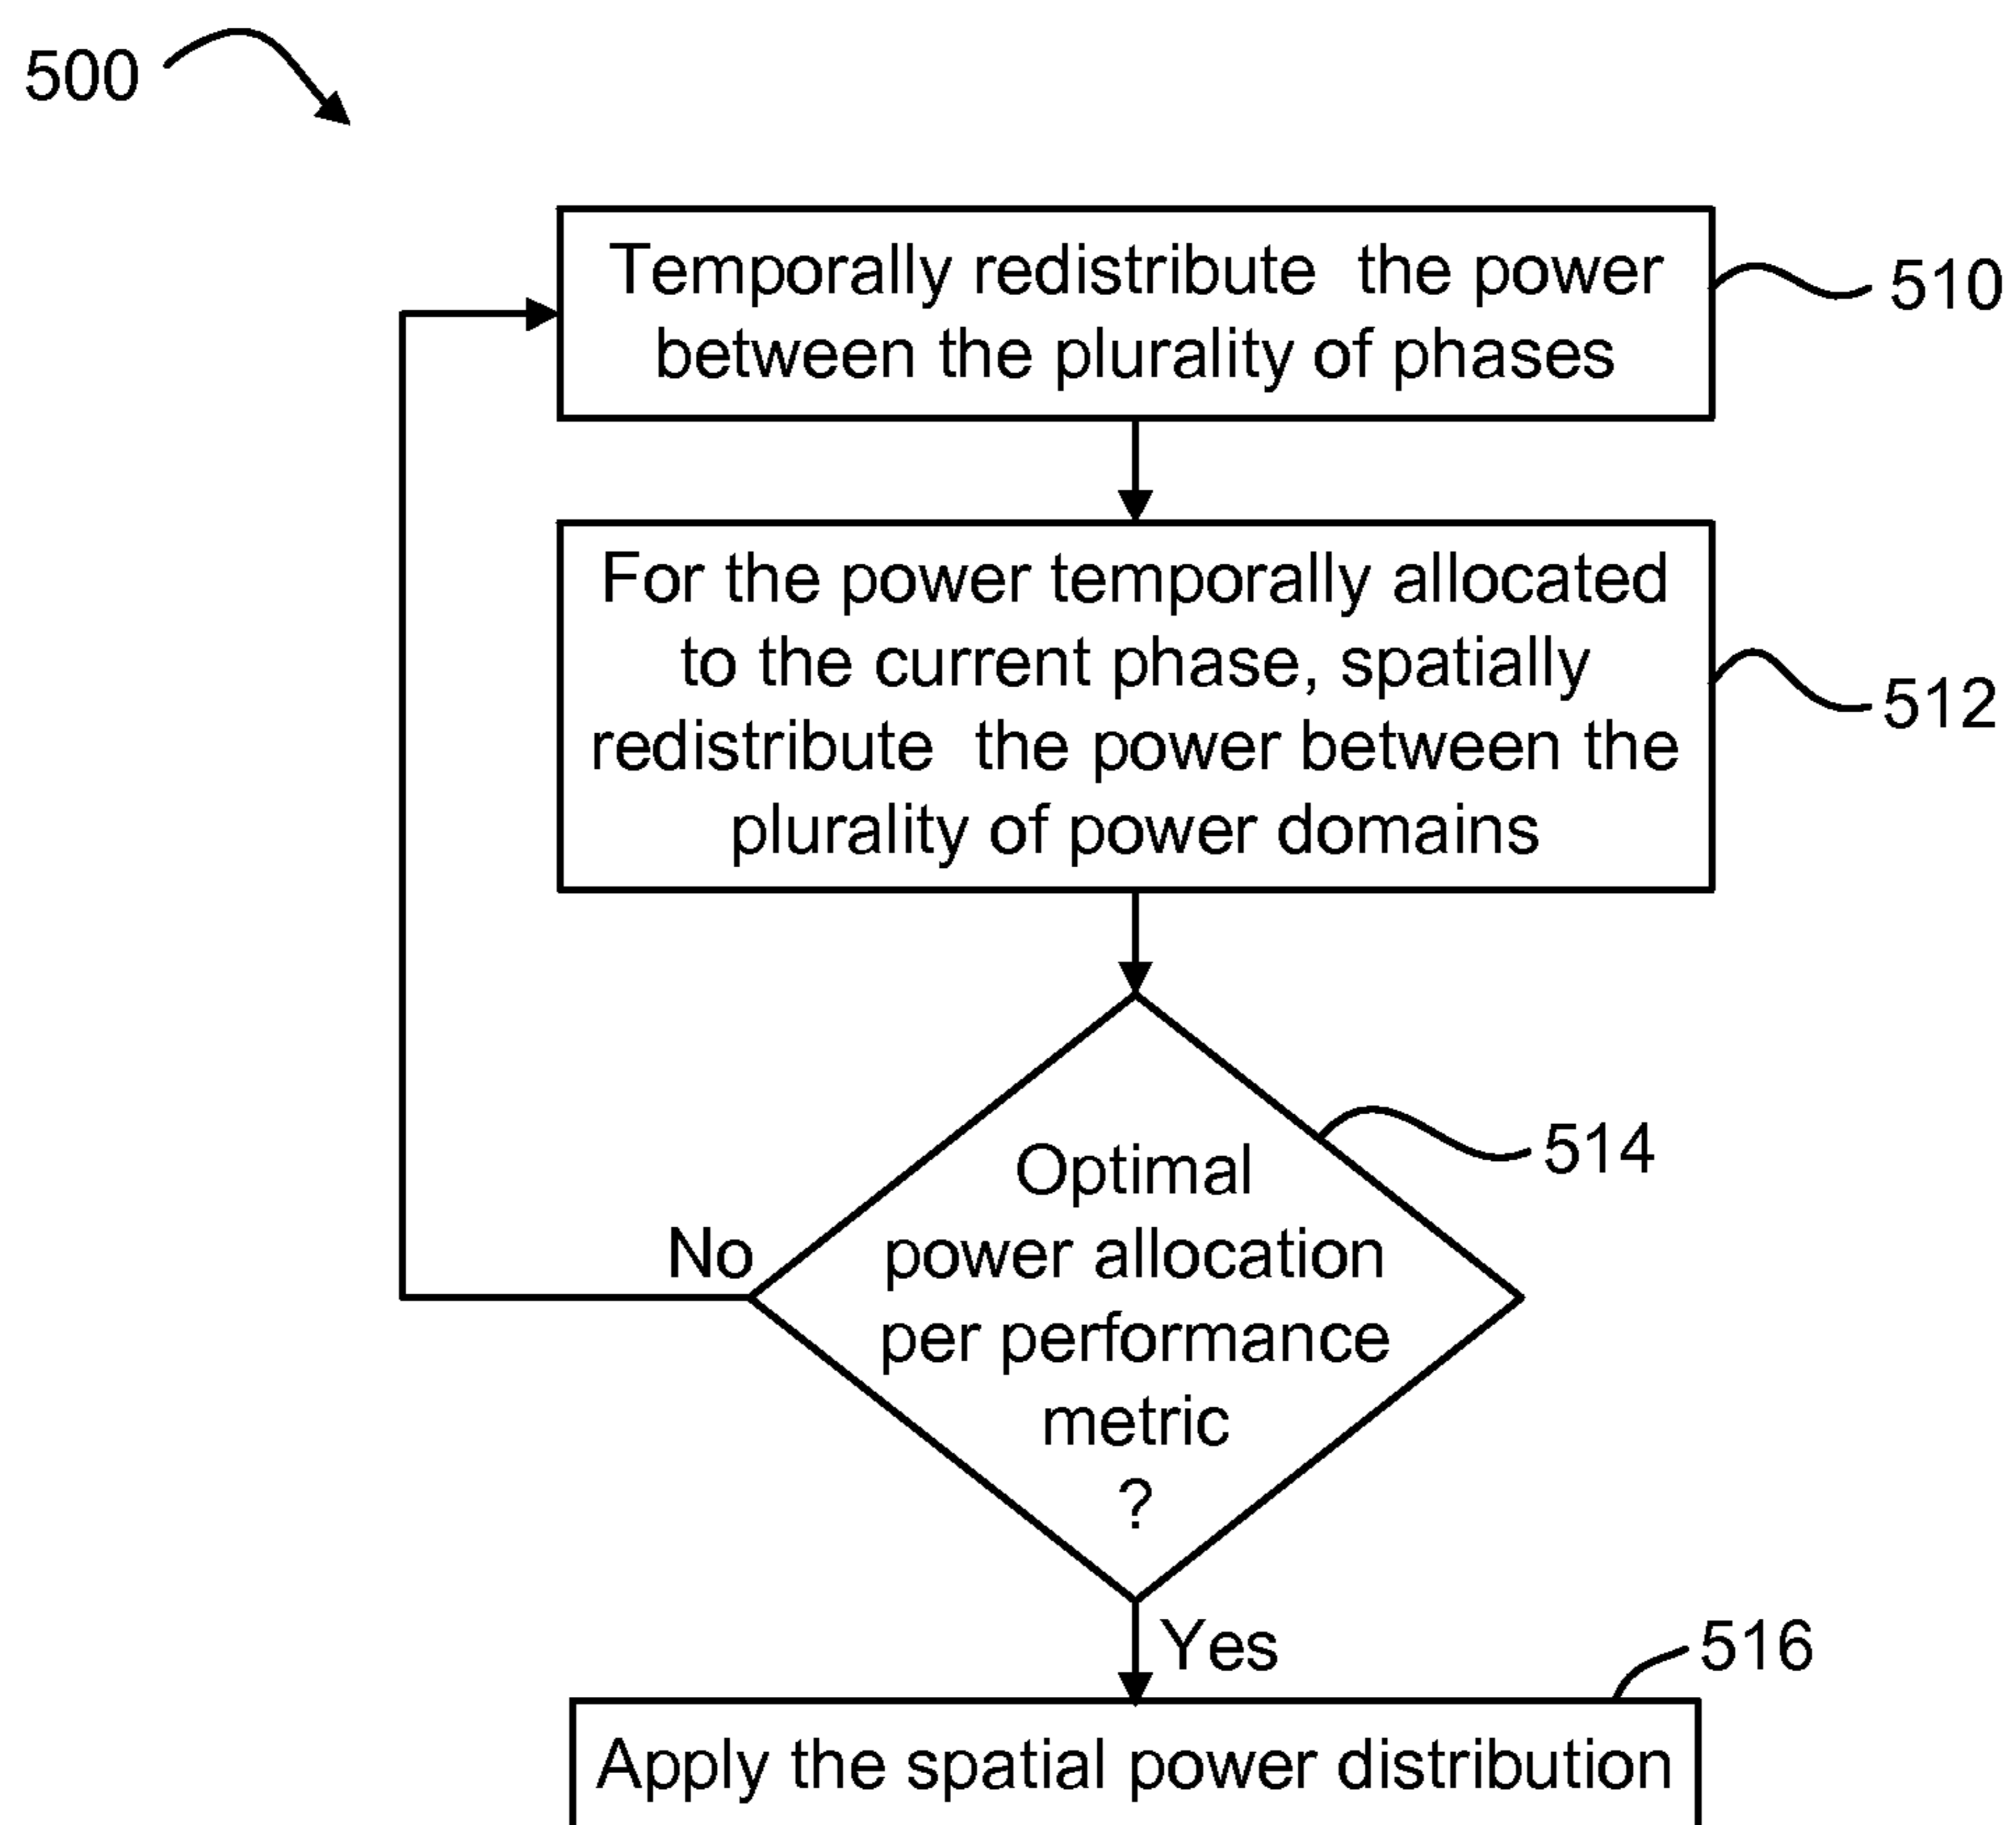 500
Temporally redistribute the power
between the plurality of phases
510
For the power temporally allocated
to the current phase, spatially
redistribute the power between the
plurality of power domains
512
Optimal
power allocation
per performance
metric
?
514
No
Yes
516
Apply the spatial power distribution